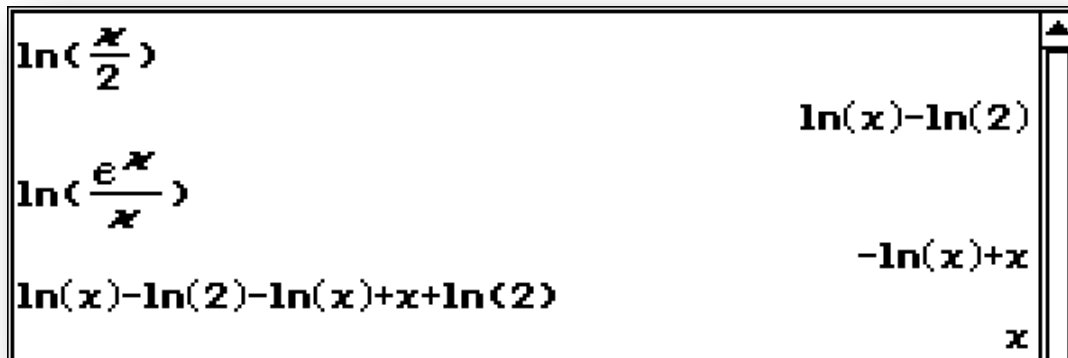 ln(x/2)
ln(x)-ln(2)
ln(e^x/x)
-ln(x)+x
ln(x)-ln(2)-ln(x)+x+ln(2)
x